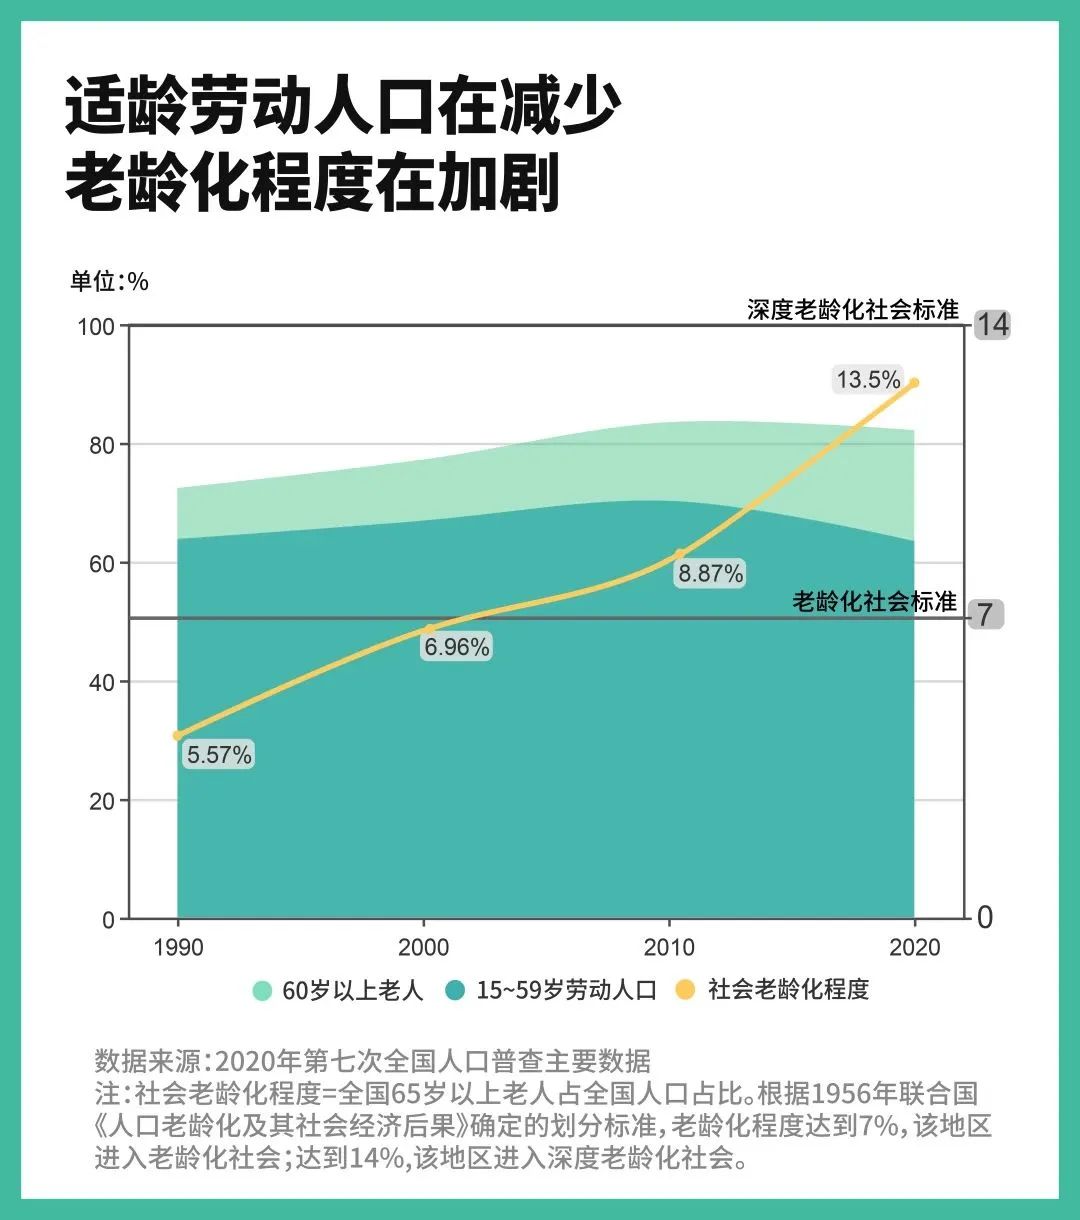 适龄劳动人口在减少
老龄化程度在加剧
单位：%
深度老龄化社会标准
100
14
13.5%
80
60
8.87%
老龄化社会标准
7
6.96%
40
5.57%
20
0
0
1990 2000 2010 2020
60岁以上老人 15~59岁劳动人口 社会老龄化程度
数据来源：2020年第七次全国人口普查主要数据
注：社会老龄化程度=全国65岁以上老人占全国人口占比。根据1956年联合国
《人口老龄化及其社会经济后果》确定的划分标准，老龄化程度达到7%，该地区
进入老龄化社会；达到14%,该地区进入深度老龄化社会。